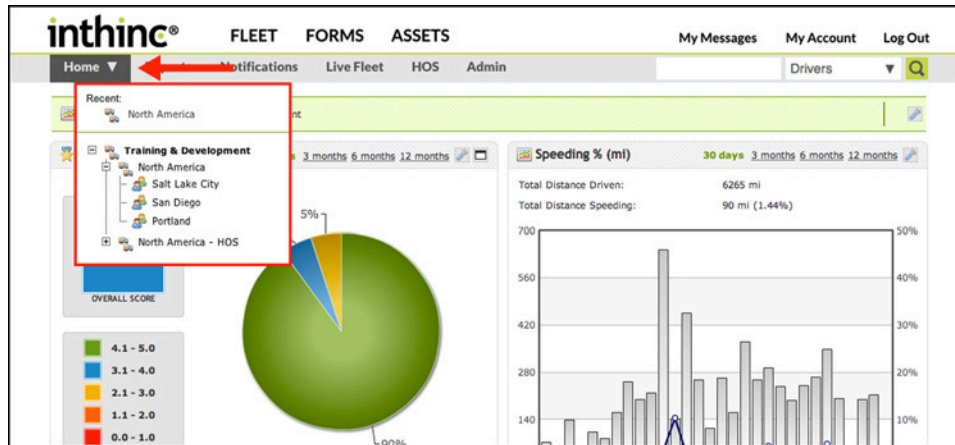 inthinc®
FLEET FORMS ASSETS
My Messages My Account Log Out
Home ▼ Notifications Live Fleet HOS Admin
Drivers ▼
Recent:
North America
Training & Development
North America
Salt Lake City
San Diego
Portland
North America - HOS
nt
3 months 6 months 12 months
5%
90%
OVERALL SCORE
4.1 - 5.0
3.1 - 4.0
2.1 - 3.0
1.1 - 2.0
0.0 - 1.0
Speeding % (mi)
30 days 3 months 6 months 12 months
Total Distance Driven: 6265 mi
Total Distance Speeding: 90 mi (1.44%)
700 50%
560 40%
420 30%
280 20%
140 10%